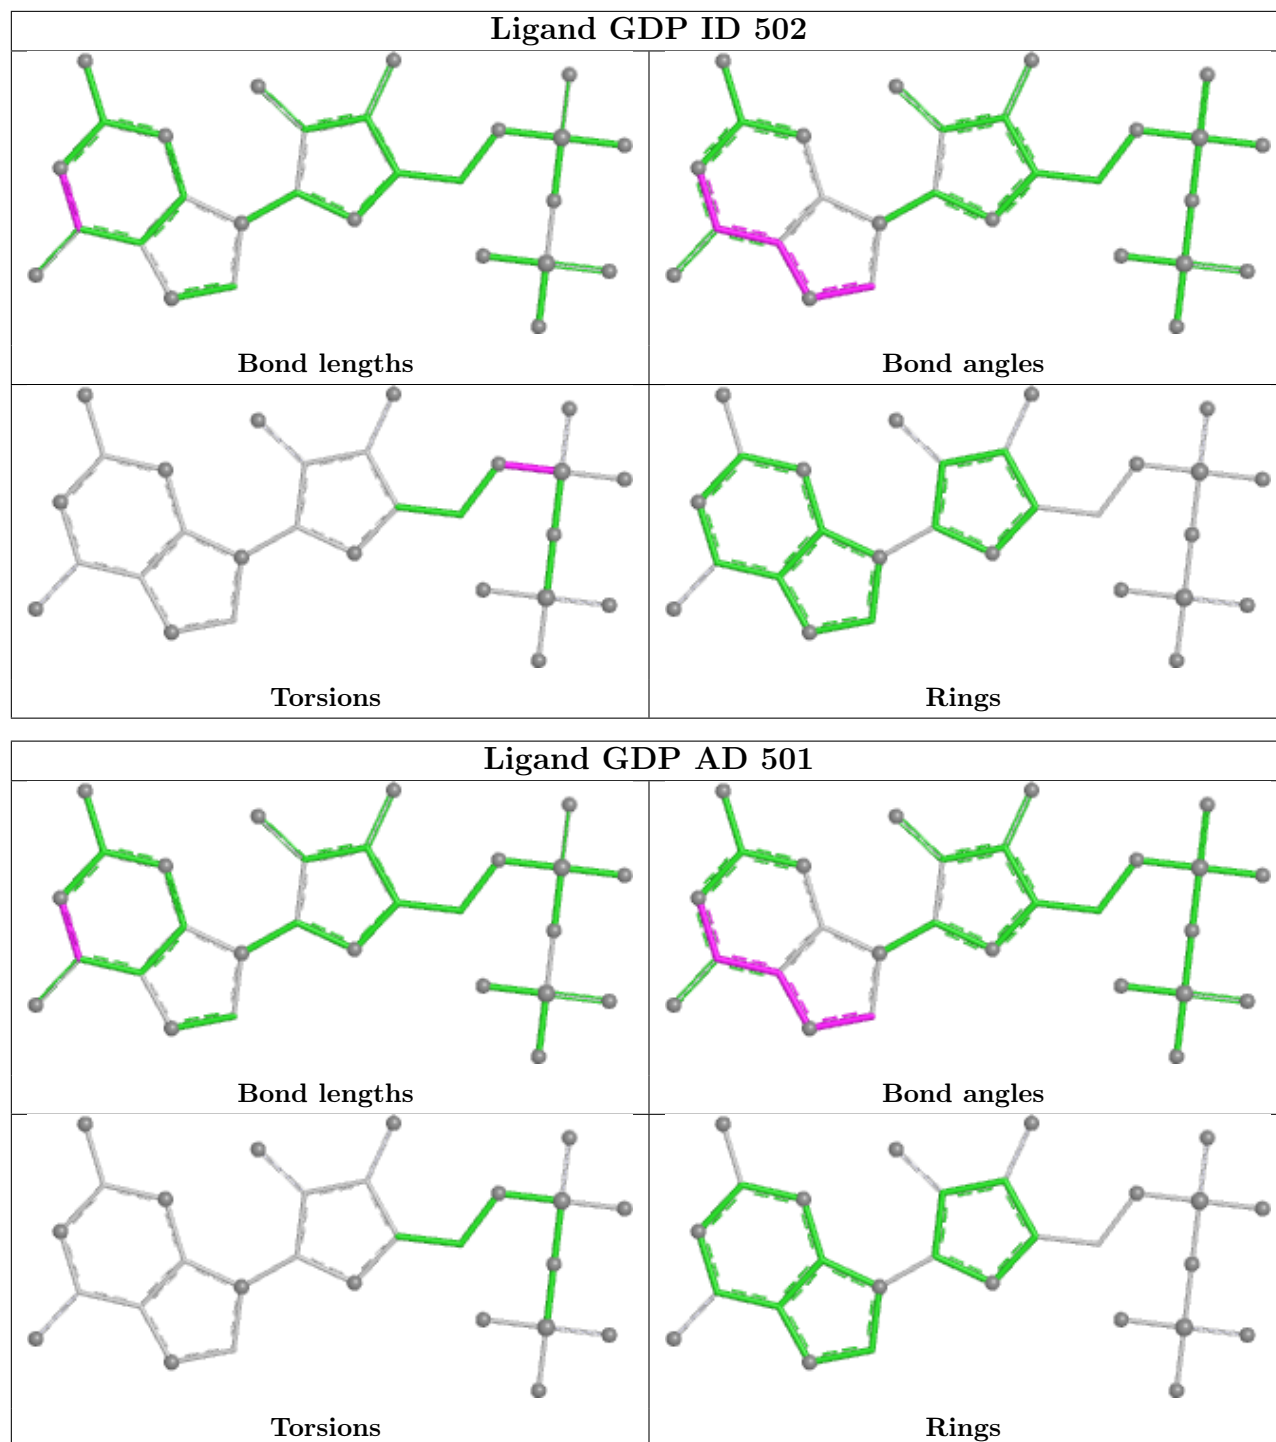 Ligand GDP ID 502
Bond lengths Bond angles
Torsions Rings
Ligand GDP AD 501
Bond lengths Bond angles
Torsions Rings